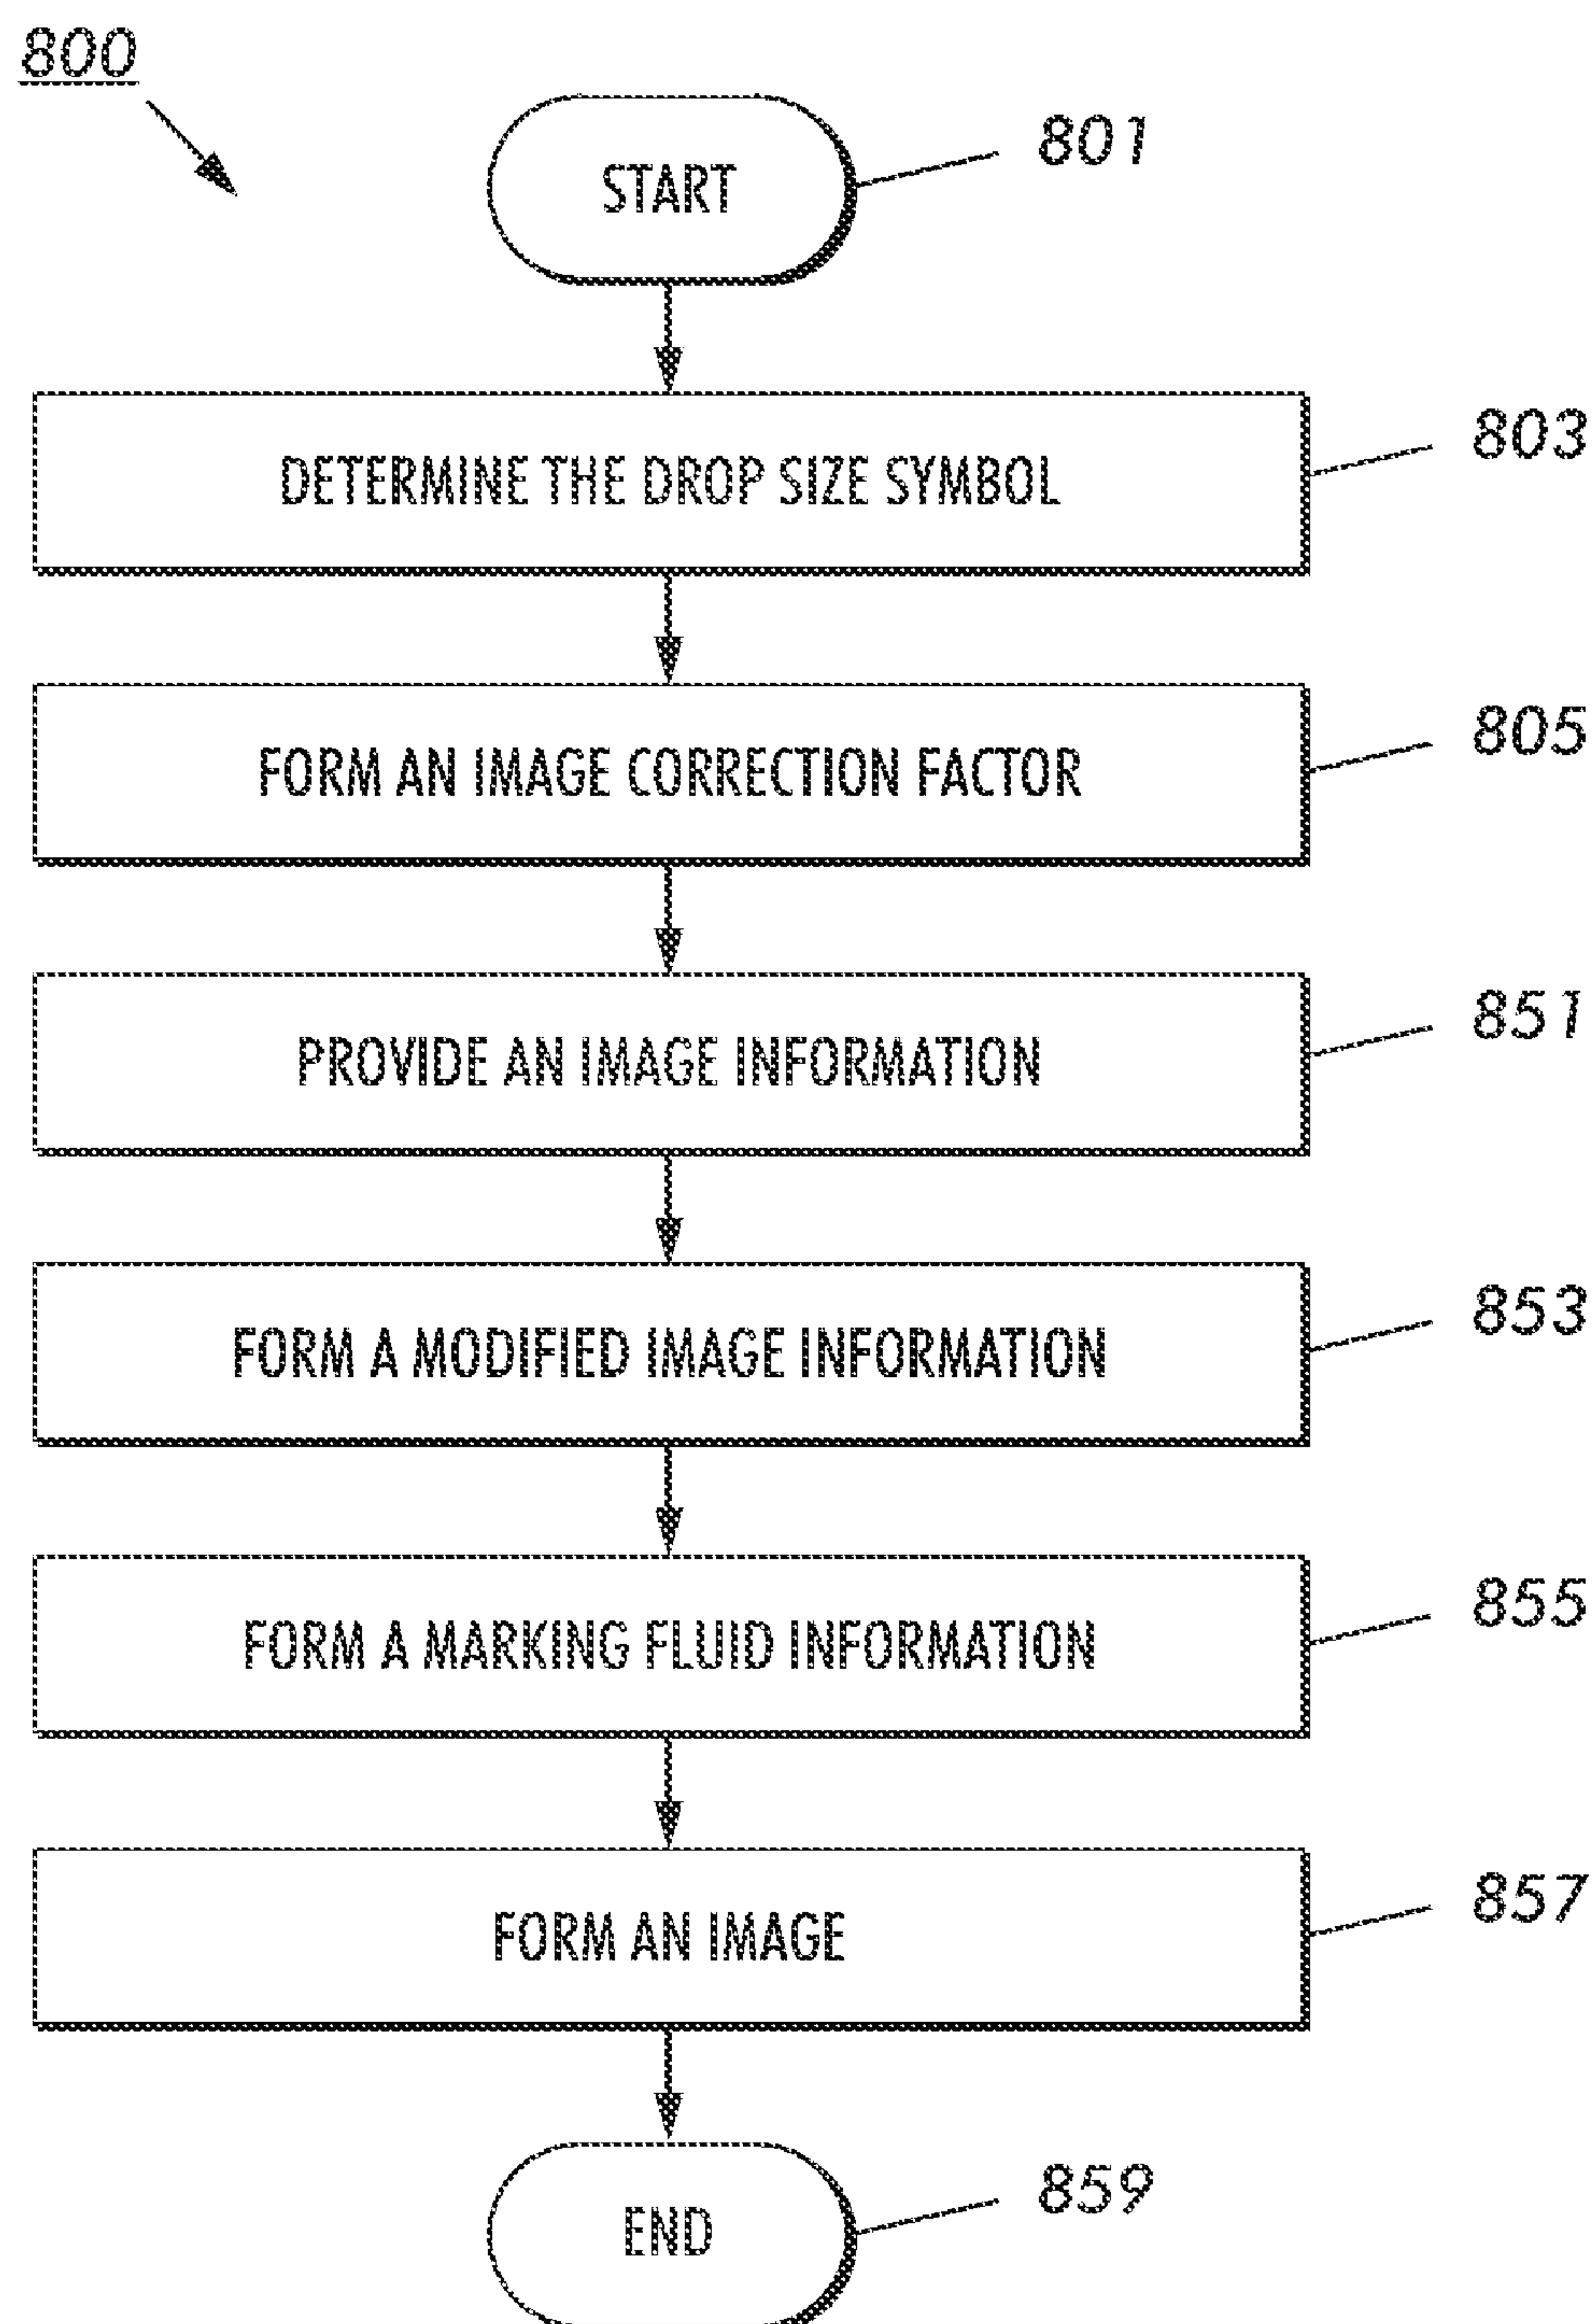 800
START
801
DETERMINE THE DROP SIZE SYMBOL
803
FORM AN IMAGE CORRECTION FACTOR
805
PROVIDE AN IMAGE INFORMATION
851
FORM A MODIFIED IMAGE INFORMATION
853
FORM A MARKING FLUID INFORMATION
855
FORM AN IMAGE
857
END
859